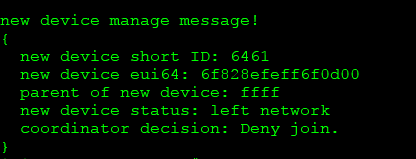 new device manage message!
{
new device short ID: 6461
new device eui64: 6f828efeff6f0d00
parent of new device: ffff
new device status: left network
coordinator decision: Deny join.
}